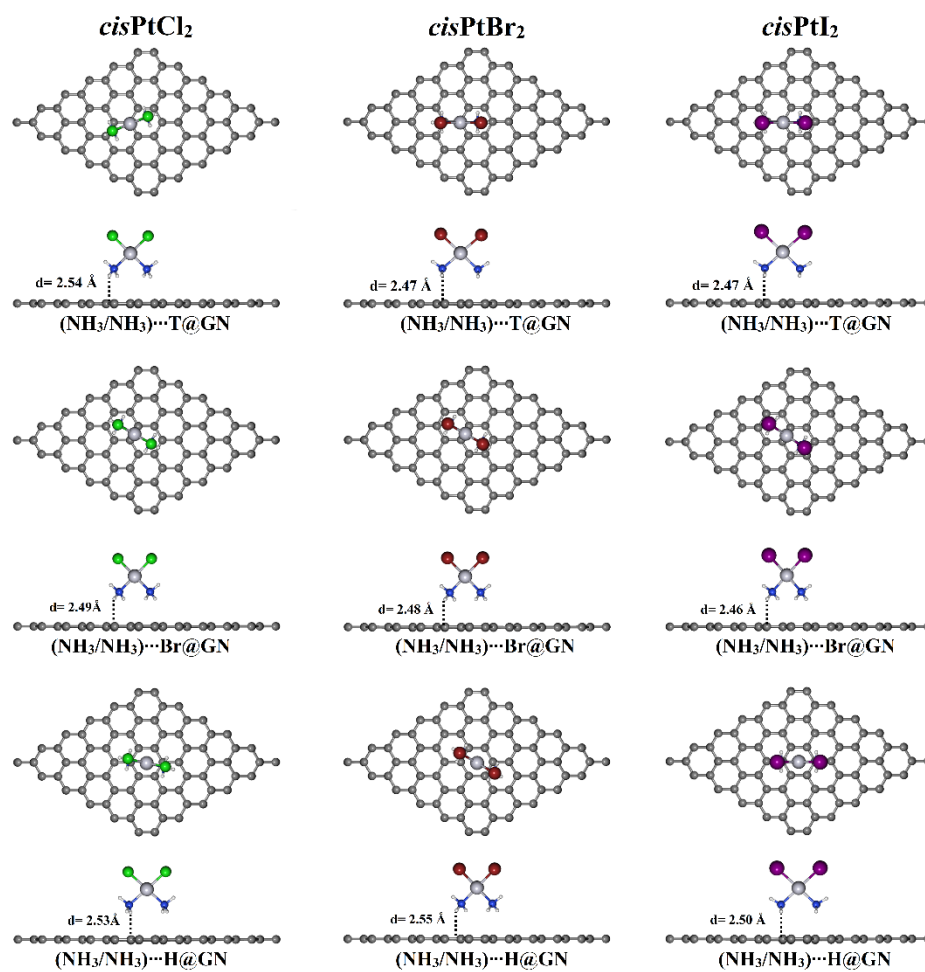 cisPtCl₂ cisPtBr₂ cisPtI₂
d= 2.54 Å d= 2.47 Å d= 2.47 Å
(NH₃/NH₃)···T@GN (NH₃/NH₃)···T@GN (NH₃/NH₃)···T@GN
d= 2.49Å d= 2.48 Å d= 2.46 Å
(NH₃/NH₃)···Br@GN (NH₃/NH₃)···Br@GN (NH₃/NH₃)···Br@GN
d= 2.53Å d= 2.55 Å d= 2.50 Å
(NH₃/NH₃)···H@GN (NH₃/NH₃)···H@GN (NH₃/NH₃)···H@GN